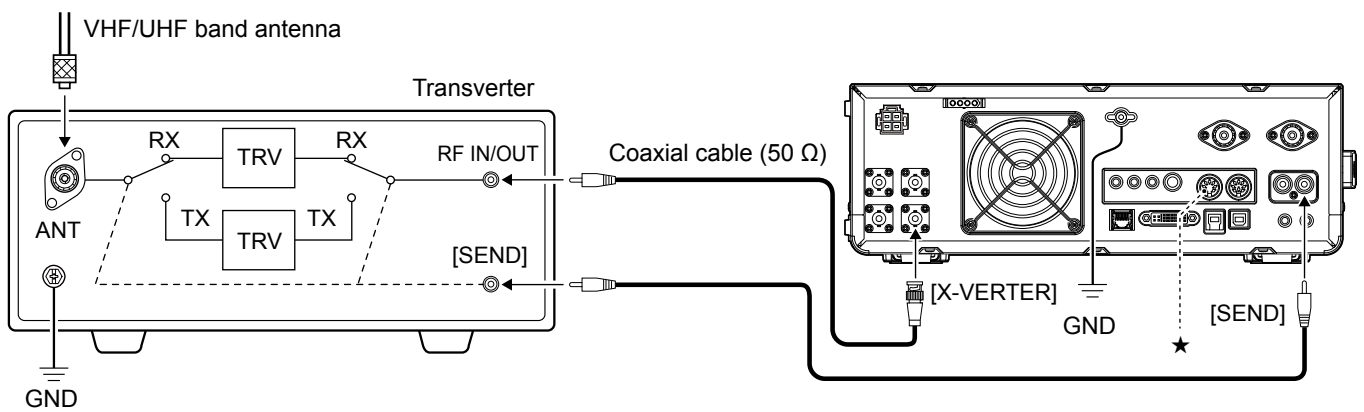 VHF/UHF band antenna
Transverter
RX
RX
TRV
RF IN/OUT
Coaxial cable (50 Ω)
ANT
TX
TX
TRV
[SEND]
[X-VERTER]
GND
[SEND]
★
GND